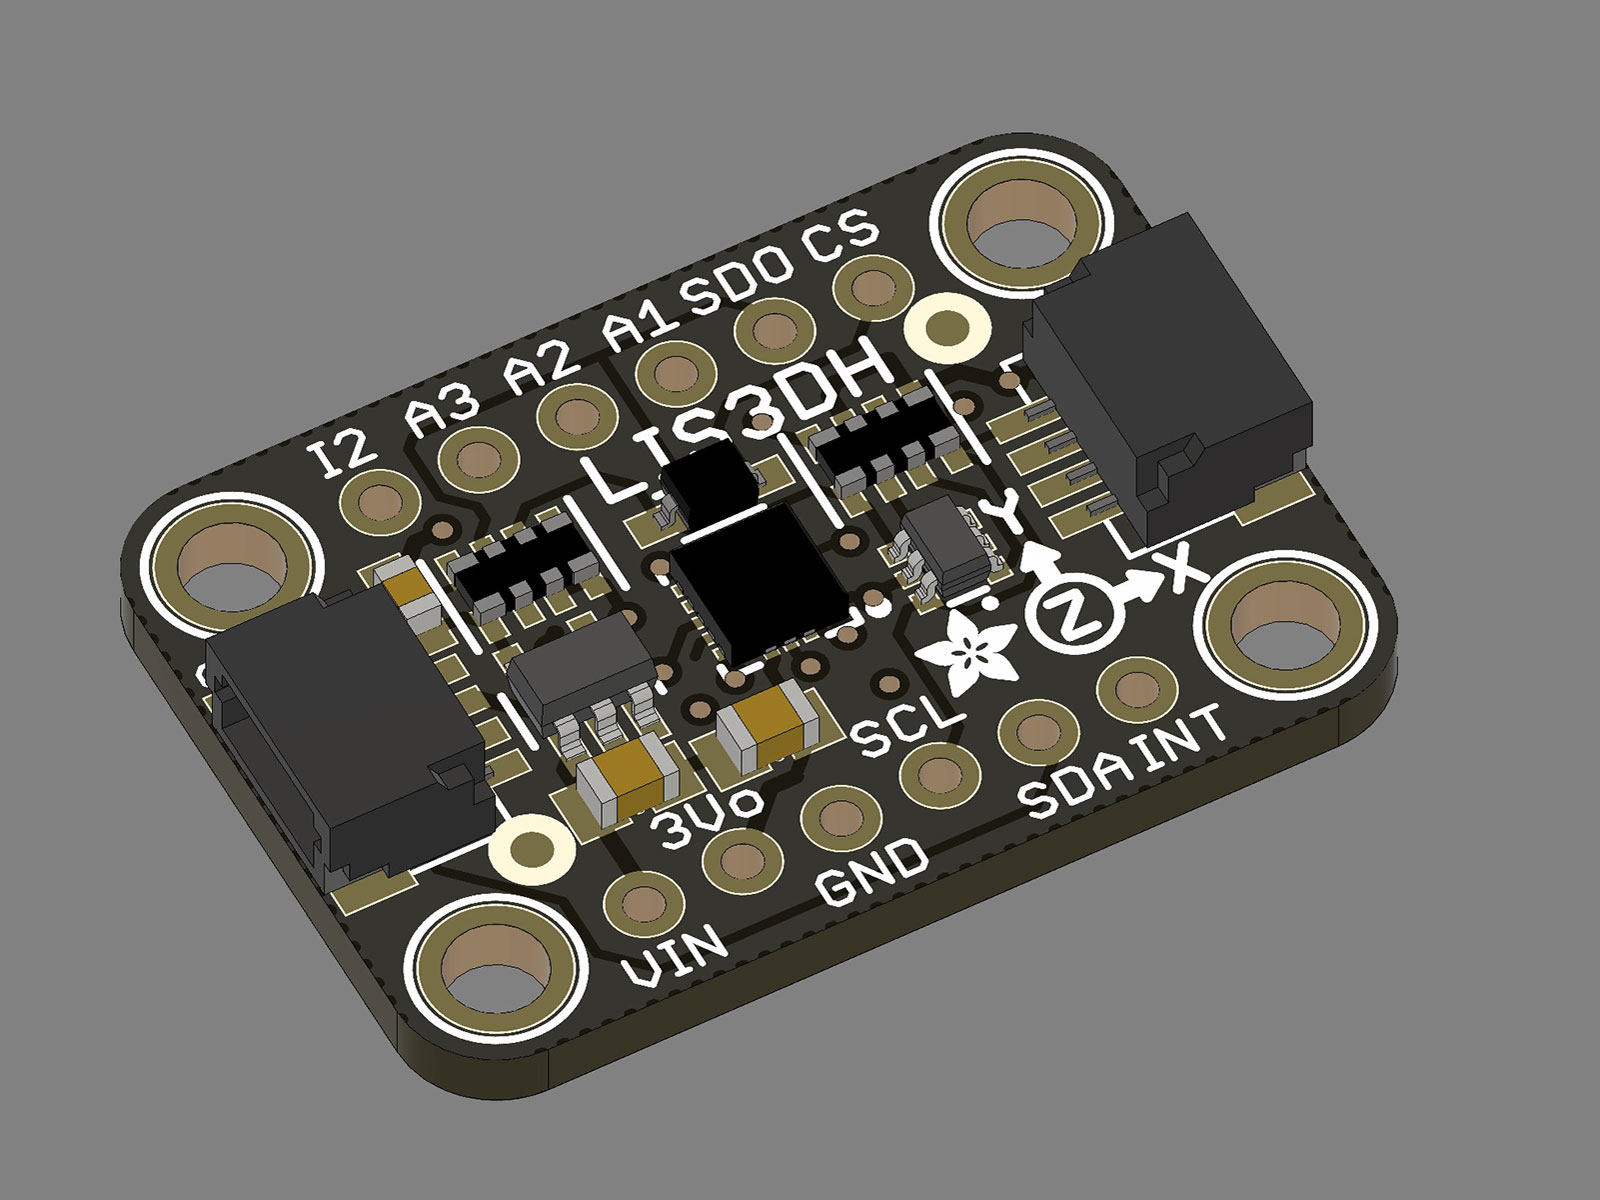 I2 A3 A2 A1 SDO CS
LIS3DH
Y
X
Z
3Vo SCL
VIN GND SDA INT